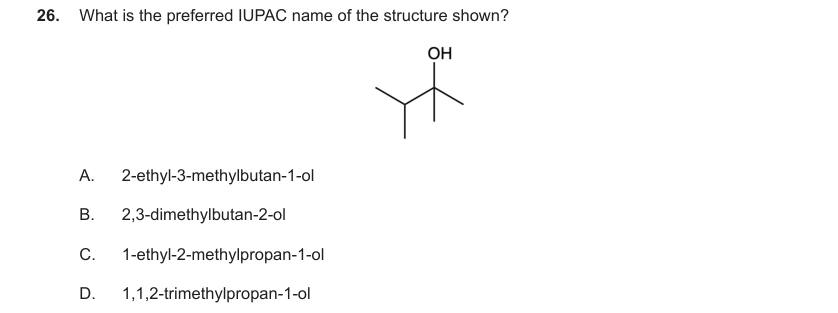 26. What is the preferred IUPAC name of the structure shown?
OH
A. 2-ethyl-3-methylbutan-1-ol
B. 2,3-dimethylbutan-2-ol
C. 1-ethyl-2-methylpropan-1-ol
D. 1,1,2-trimethylpropan-1-ol